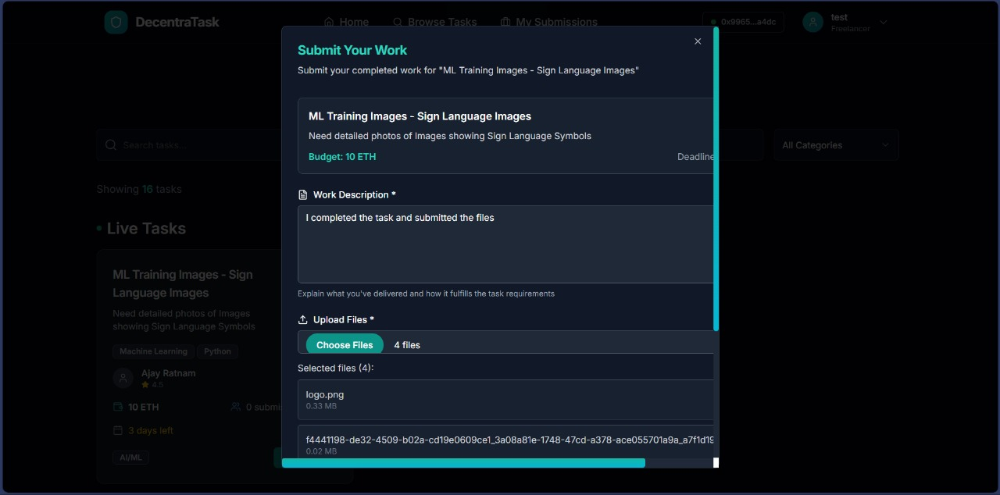 DecentraTask
Home
Browse Tasks
My Submissions
0x9965...a4dc
test
Freelancer
Submit Your Work
Submit your completed work for "ML Training Images - Sign Language Images"
ML Training Images - Sign Language Images
Need detailed photos of Images showing Sign Language Symbols
Budget: 10 ETH
Deadline
Search tasks...
All Categories
Showing 16 tasks
Work Description *
I completed the task and submitted the files
Explain what you've delivered and how it fulfills the task requirements
Upload Files *
Choose Files
4 files
Selected files (4):
logo.png
0.33 MB
f4441198-de32-4509-b02a-cd19e0609ce1_3a08a81e-1748-47cd-a378-ace055701a9a_a7f1d19
0.02 MB
Live Tasks
ML Training Images - Sign
Language Images
Need detailed photos of Images
showing Sign Language Symbols
Machine Learning
Python
Ajay Ratnam
4.5
10 ETH
0 submi
3 days left
AI/ML